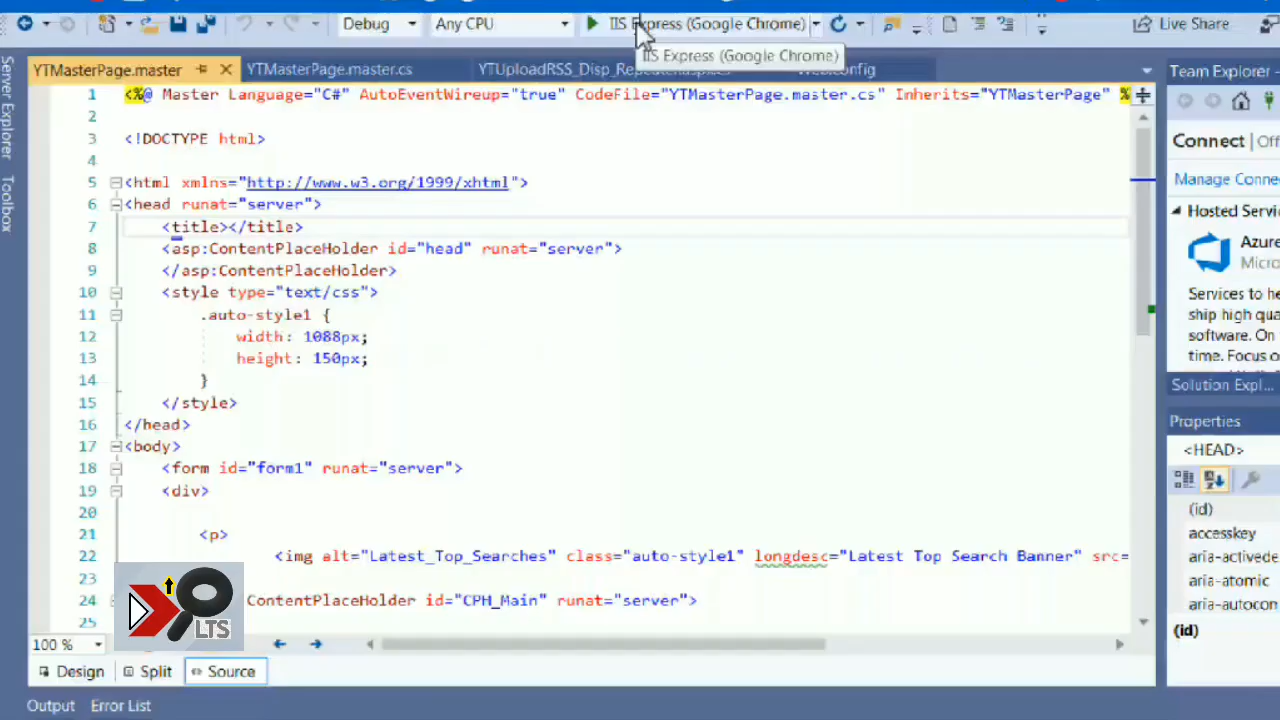 Debug Any CPU IIS Express (Google Chrome) Live Share
IIS Express (Google Chrome)
YTMasterPage.master YTMasterPage.master.cs
Team Explorer
Server Explorer
Toolbox
1 <%@ Master Language="C#" AutoEventWireup="true" CodeFile="YTMasterPage.master.cs" Inherits="YTMasterPage" %
2
3 <!DOCTYPE html>
4
5 <html xmlns="http://www.w3.org/1999/xhtml">
6 <head runat="server">
7 <title></title>
8 <asp:ContentPlaceHolder id="head" runat="server">
9 </asp:ContentPlaceHolder>
10 <style type="text/css">
11 .auto-style1 {
12 width: 1088px;
13 height: 150px;
14 }
15 </style>
16 </head>
17 <body>
18 <form id="form1" runat="server">
19 <div>
20
21 <p>
22 <img alt="Latest_Top_Searches" class="auto-style1" longdesc="Latest Top Search Banner" src=
23
24 ContentPlaceHolder id="CPH_Main" runat="server">
25
LTS
100 %
Design Split Source
Output Error List
Connect | Off
Manage Conne
Hosted Servi
Azure
Micro
Services to he
ship high qua
software. On
time. Focus o
Solution Expl...
Properties
<HEAD>
(id)
accesskey
aria-activede
aria-atomic
aria-autocon
(id)